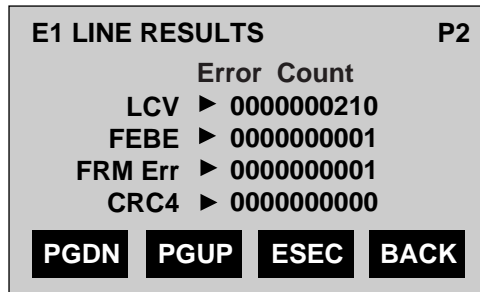 E1 LINE RESULTS P2
Error Count
LCV ► 0000000210
FEBE ► 0000000001
FRM Err ► 0000000001
CRC4 ► 0000000000
PGDN PGUP ESEC BACK